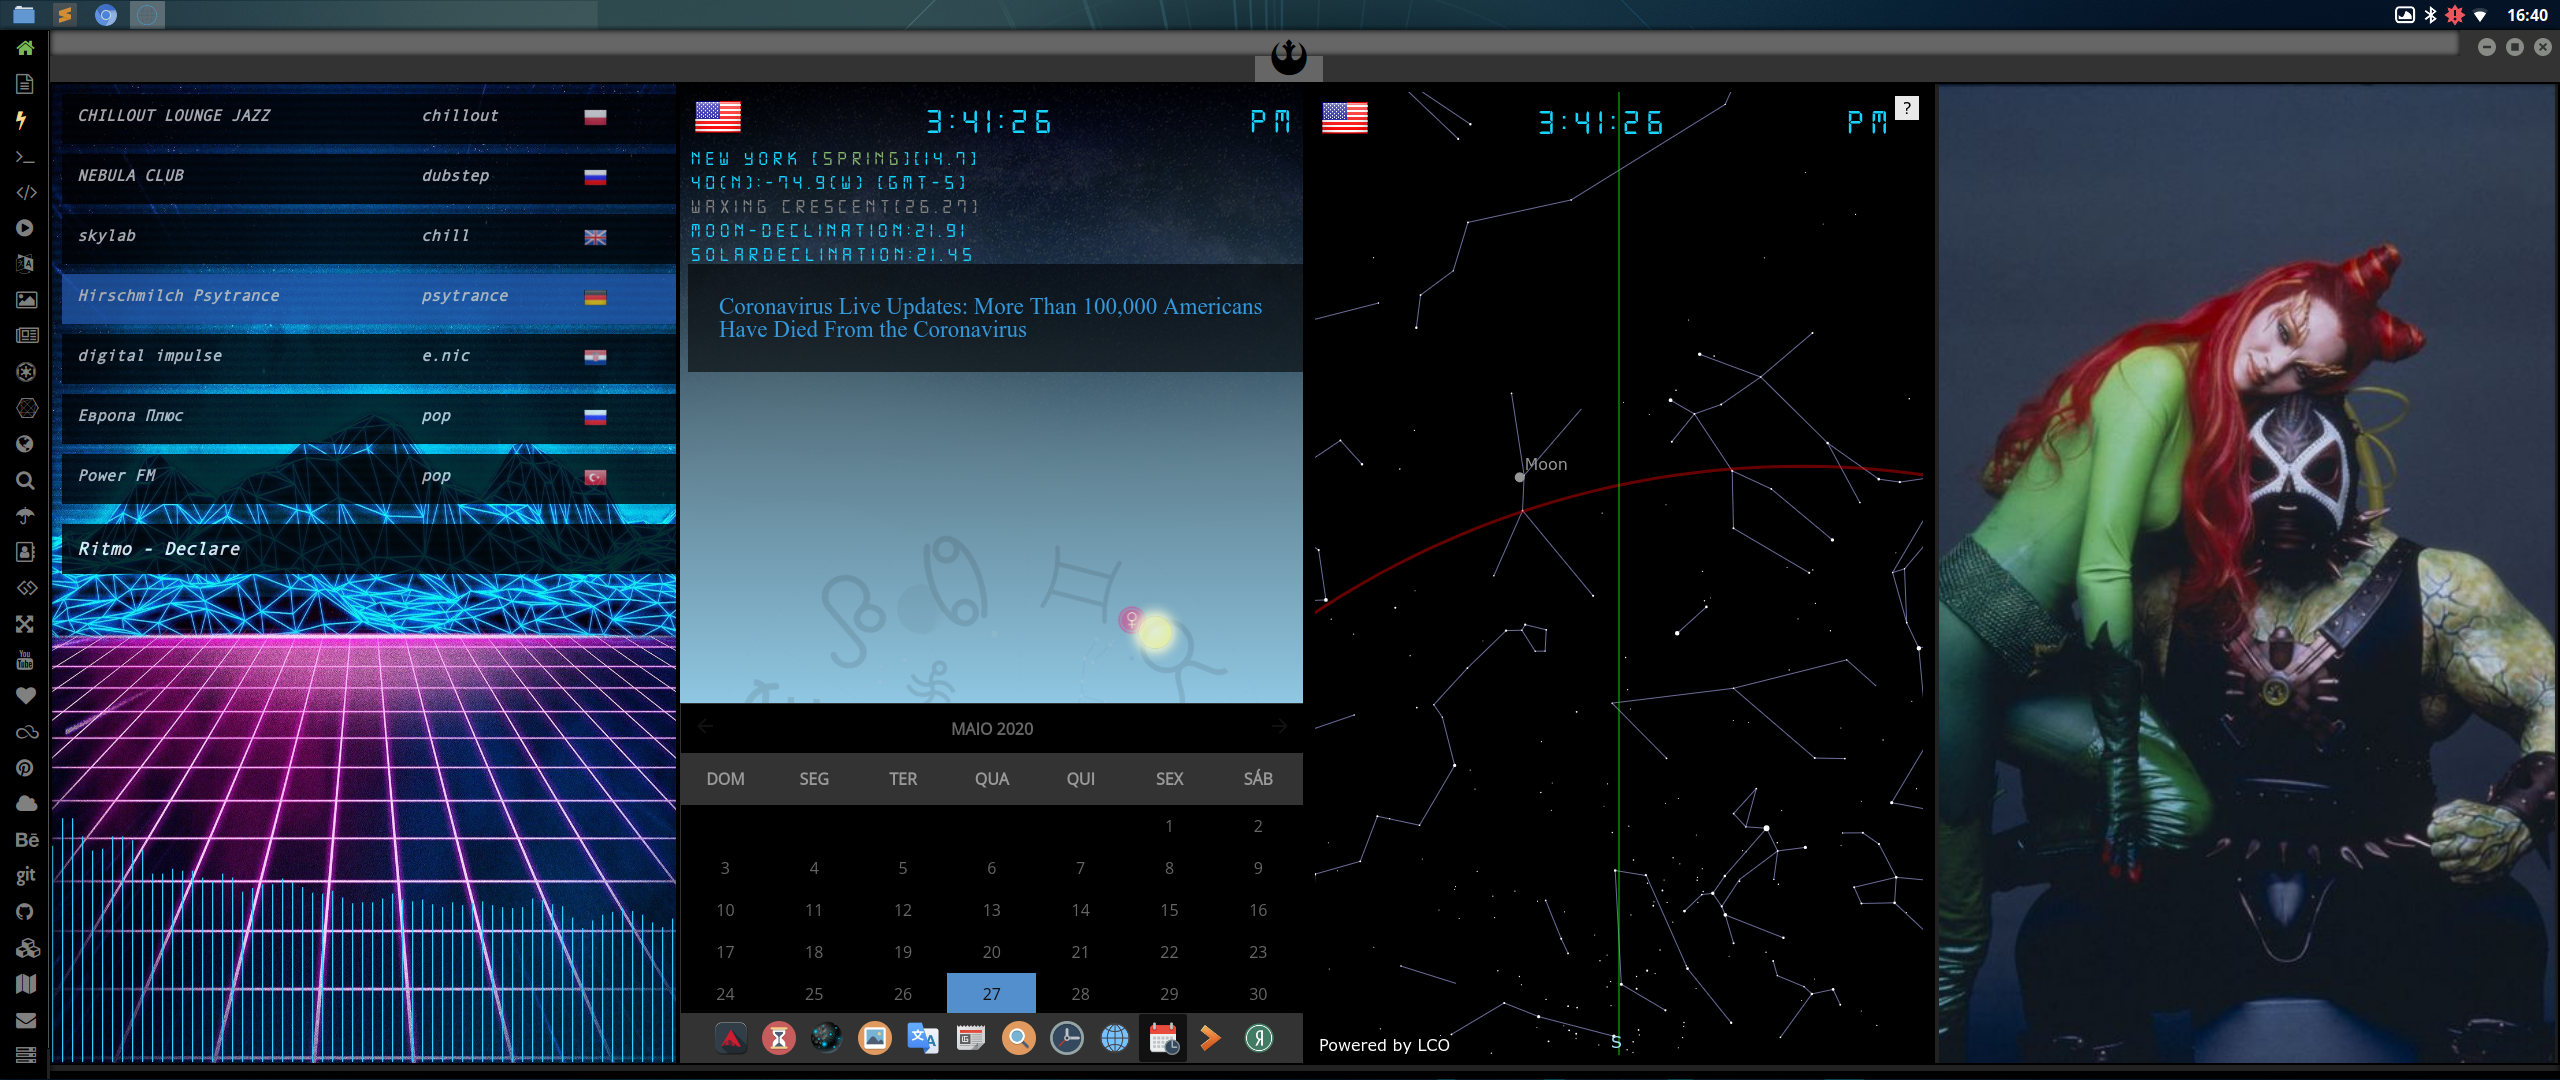 16:40
CHILLOUT LOUNGE JAZZ chillout
NEBULA CLUB dubstep
skylab chill
Hirschmilch Psytrance psytrance
digital impulse e.nic
Европа Плюс pop
Power FM pop
Ritmo - Declare
You
Tube
Bē
git
3:41:26 PM
NEW YORK [SPRING][14.7]
40(N):-74.9(W) [GMT-5]
WAXING CRESCENT[26.27]
MOON-DECLINATION:21.91
SOLARDECLINATION:21.45
Coronavirus Live Updates: More Than 100,000 Americans
Have Died From the Coronavirus
MAIO 2020
DOM SEG TER QUA QUI SEX SÁB
1 2
3 4 5 6 7 8 9
10 11 12 13 14 15 16
17 18 19 20 21 22 23
24 25 26 27 28 29 30
3:41:26 PM ?
Moon
S
Powered by LCO